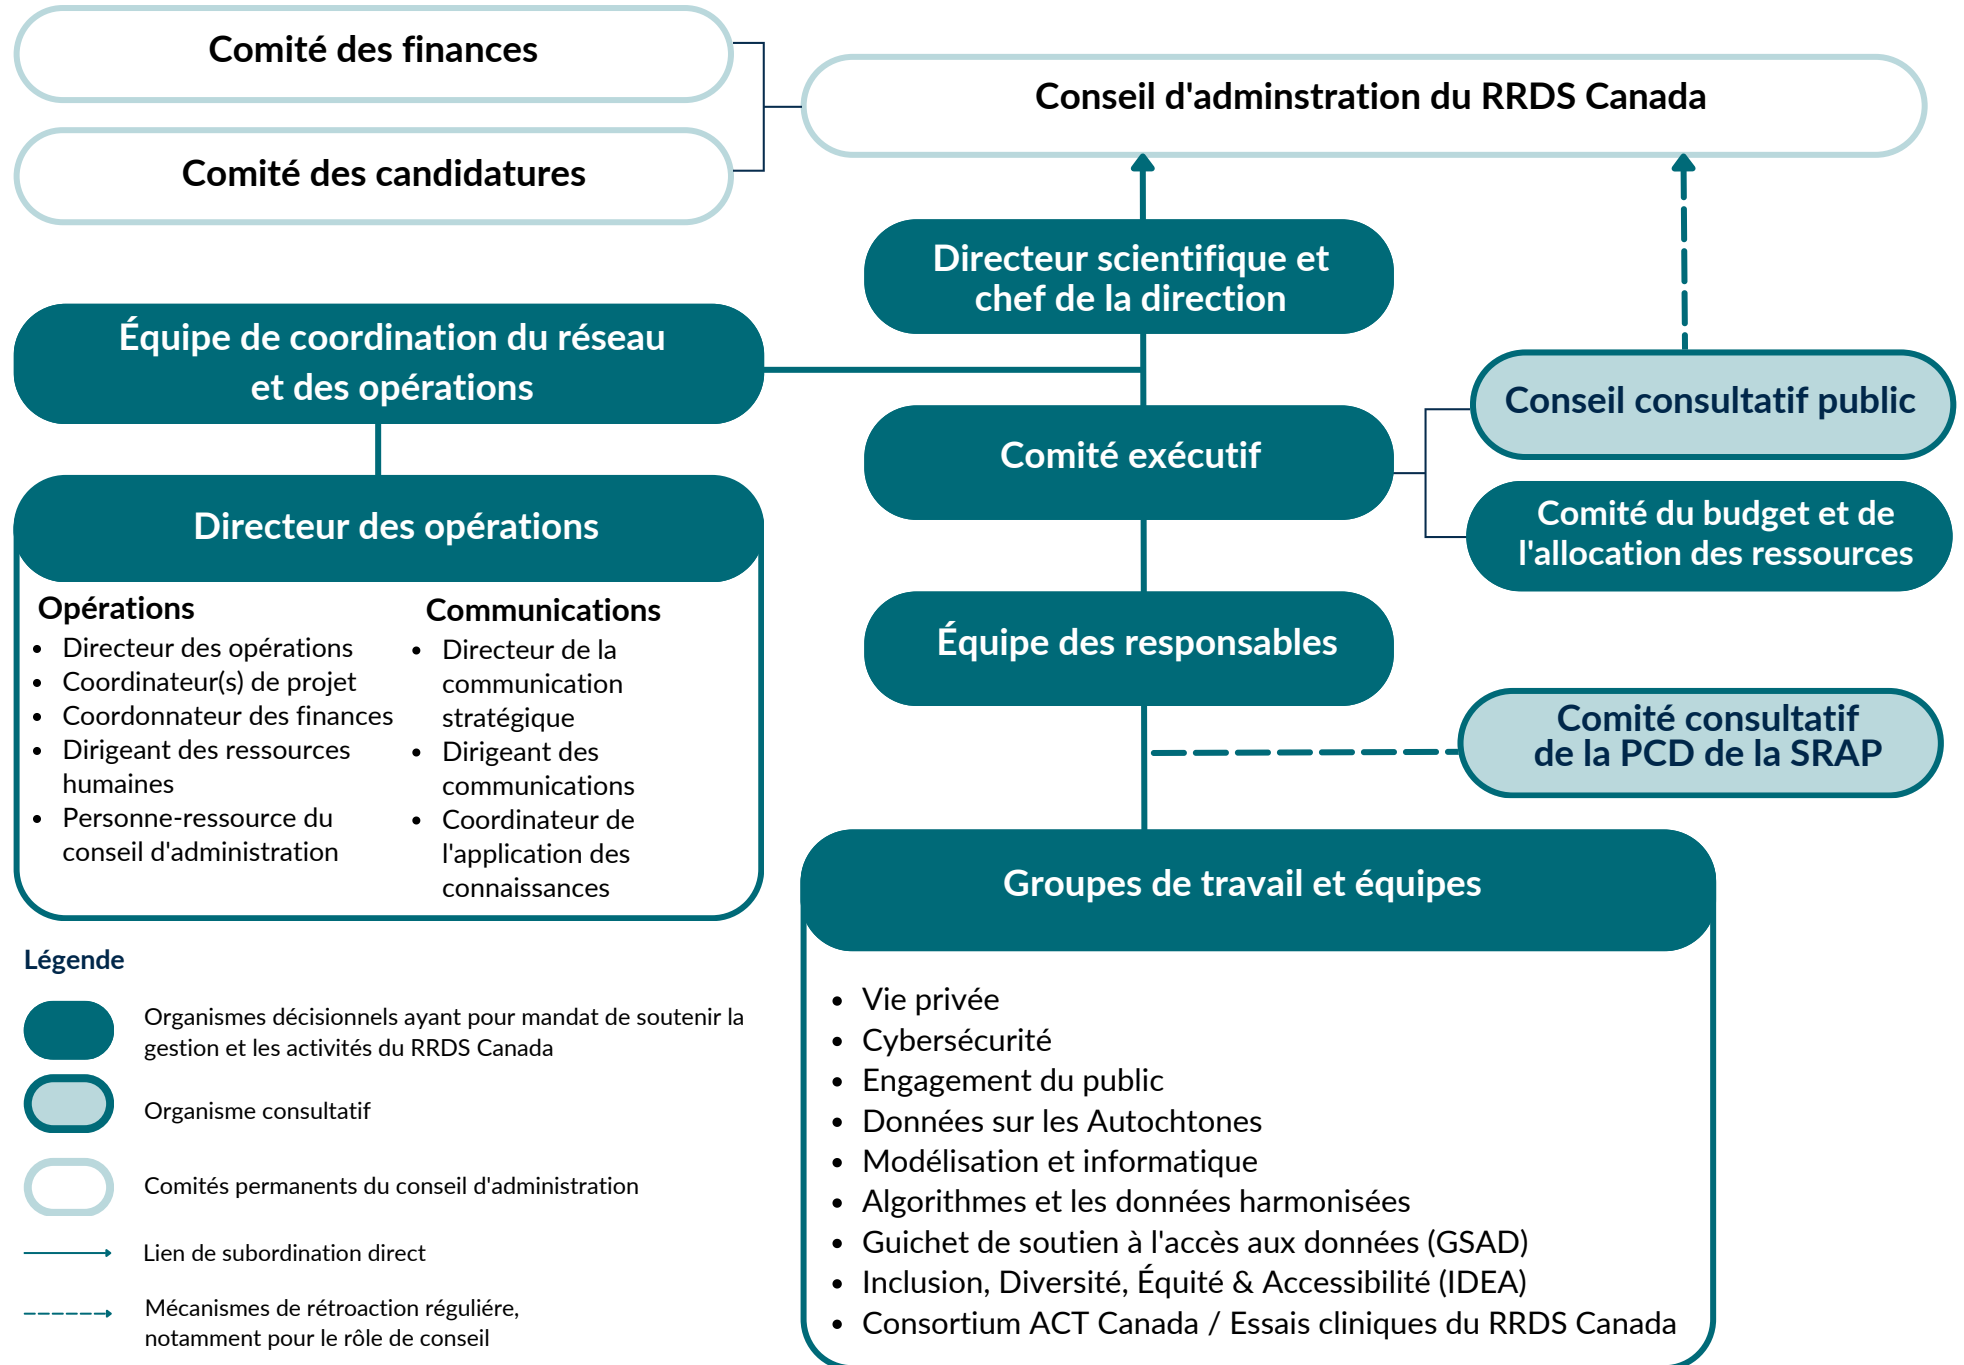 Comité des finances
Comité des candidatures
Conseil d'adminstration du RRDS Canada
Directeur scientifique et
chef de la direction
Équipe de coordination du réseau
et des opérations
Comité exécutif
Conseil consultatif public
Comité du budget et de
l'allocation des ressources
Directeur des opérations
Opérations
• Directeur des opérations
• Coordinateur(s) de projet
• Coordonnateur des finances
• Dirigeant des ressources
humaines
• Personne-ressource du
conseil d'administration
Communications
• Directeur de la
communication
stratégique
• Dirigeant des
communications
• Coordinateur de
l'application des
connaissances
Équipe des responsables
Comité consultatif
de la PCD de la SRAP
Groupes de travail et équipes
• Vie privée
• Cybersécurité
• Engagement du public
• Données sur les Autochtones
• Modélisation et informatique
• Algorithmes et les données harmonisées
• Guichet de soutien à l'accès aux données (GSAD)
• Inclusion, Diversité, Équité & Accessibilité (IDEA)
• Consortium ACT Canada / Essais cliniques du RRDS Canada
Légende
Organismes décisionnels ayant pour mandat de soutenir la
gestion et les activités du RRDS Canada
Organisme consultatif
Comités permanents du conseil d'administration
Lien de subordination direct
Mécanismes de rétroaction réguliére,
notamment pour le rôle de conseil